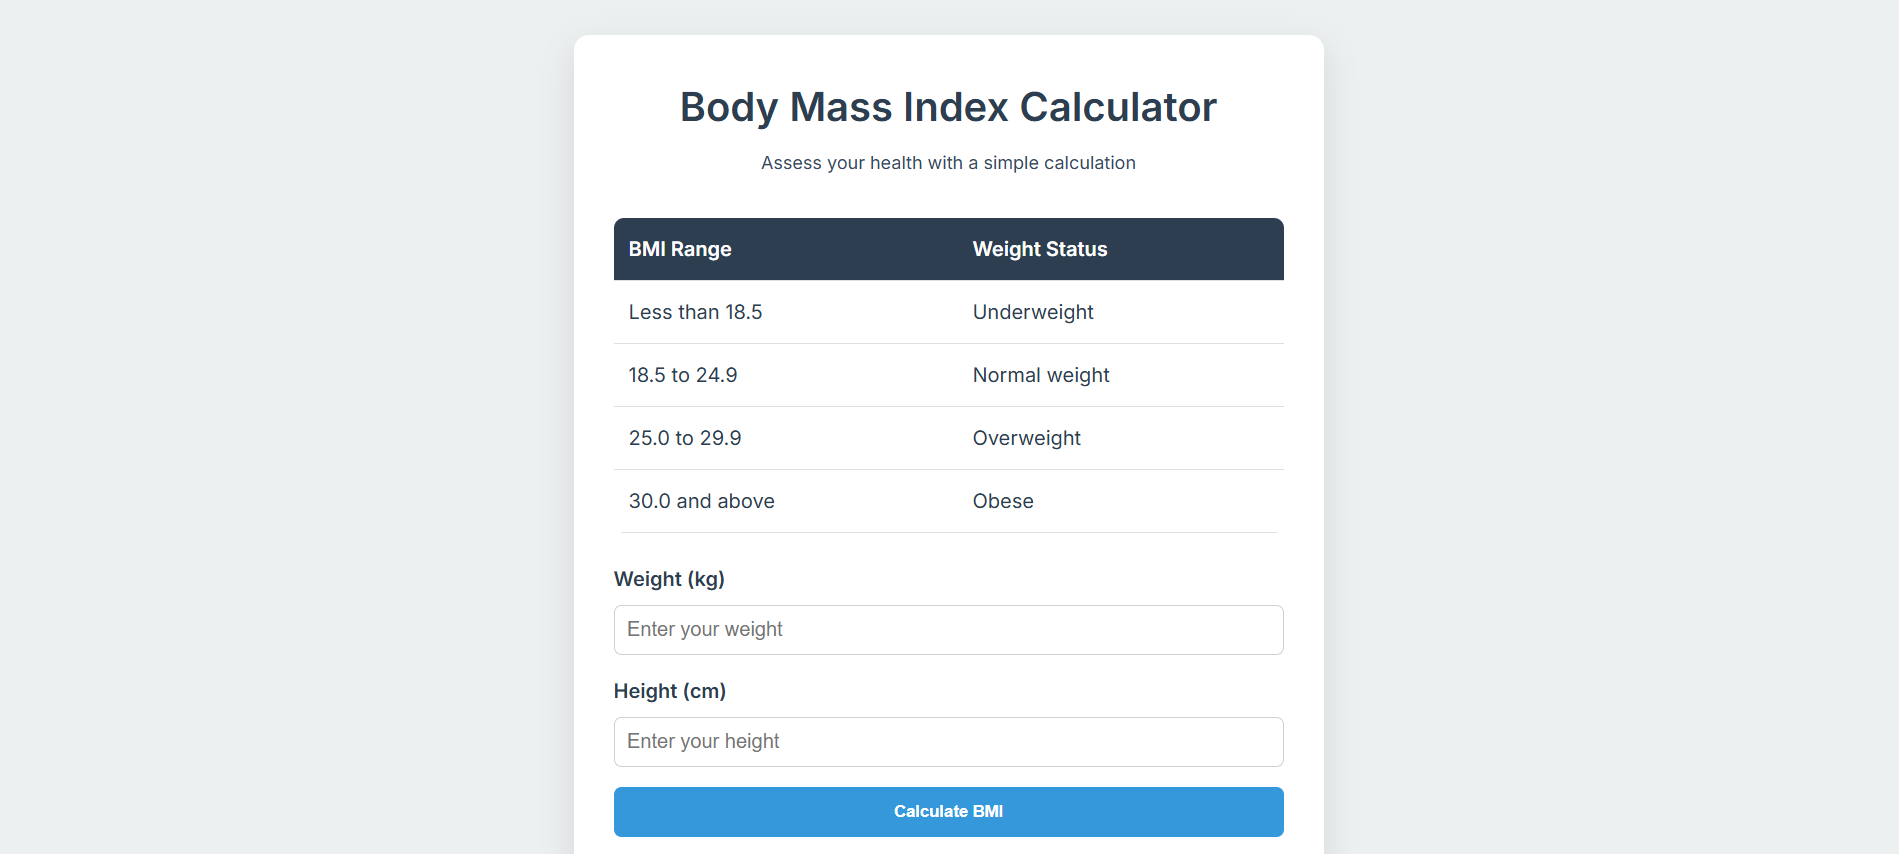 Body Mass Index Calculator
Assess your health with a simple calculation
BMI Range Weight Status
Less than 18.5 Underweight
18.5 to 24.9 Normal weight
25.0 to 29.9 Overweight
30.0 and above Obese
Weight (kg)
Enter your weight
Height (cm)
Enter your height
Calculate BMI